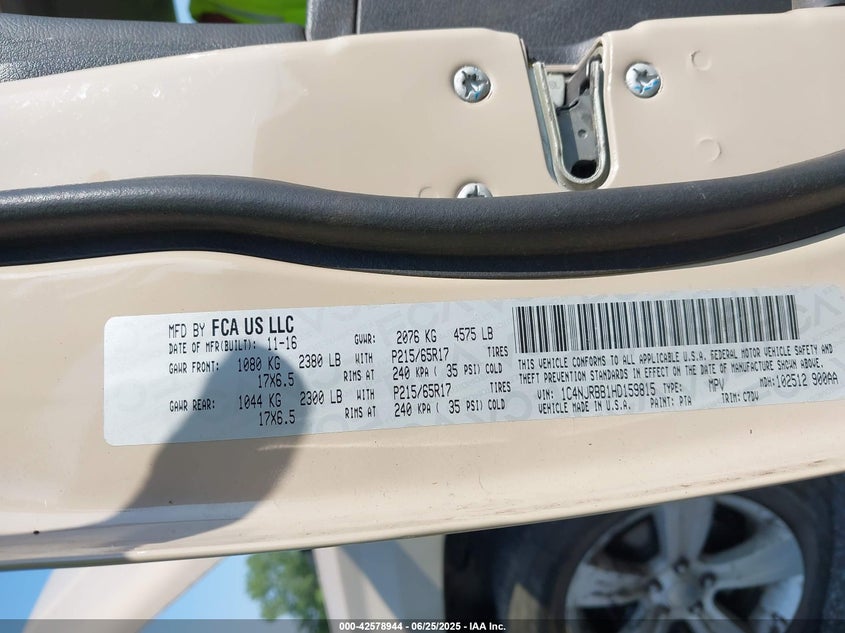 MFD BY FCA US LLC
DATE OF MFR(BUILT): 11-16 GVWR: 2076 KG 4575 LB
GAWR FRONT: 1080 KG 2380 LB WITH P215/65R17 TIRES
17X6.5 RIMS AT 240 KPA ( 35 PSI) COLD
GAWR REAR: 1044 KG 2300 LB WITH P215/65R17 TIRES
17X6.5 RIMS AT 240 KPA ( 35 PSI) COLD
THIS VEHICLE CONFORMS TO ALL APPLICABLE U.S.A. FEDERAL MOTOR VEHICLE SAFETY AND
THEFT PREVENTION STANDARDS IN EFFECT ON THE DATE OF MANUFACTURE SHOWN ABOVE.
VIN: 1C4NJRBB1HD159815 TYPE: MPV MDH: 102512 900AA
VEHICLE MADE IN U.S.A. PAINT: PTA TRIM: C7DV
000-42578944 - 06/25/2025 - IAA Inc.